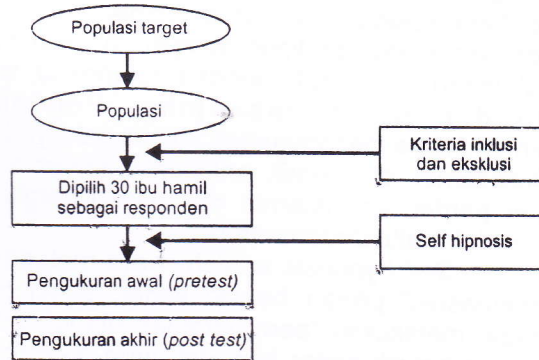 Populasi target
Populasi
Kriteria inklusi
dan eksklusi
Dipilih 30 ibu hamil
sebagai responden
Self hipnosis
Pengukuran awal (pretest)
Pengukuran akhir (post test)